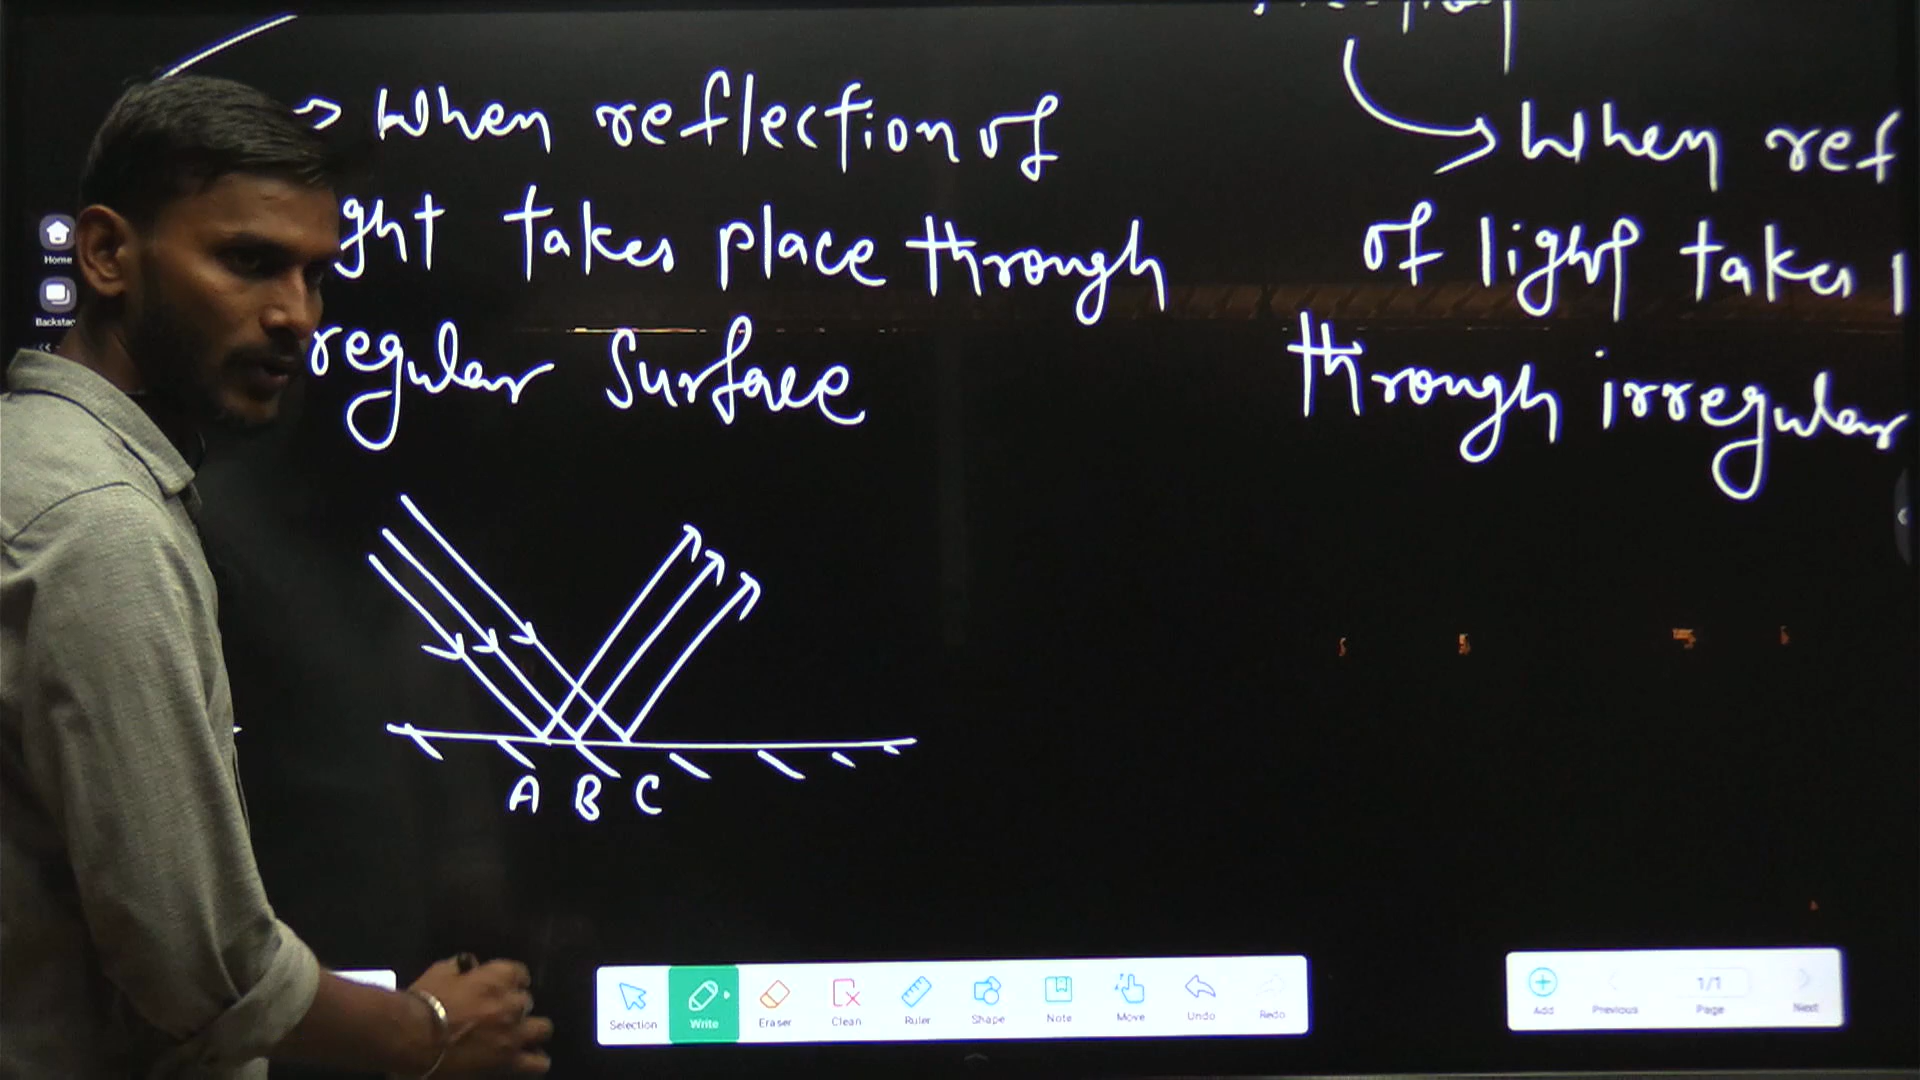 When reflection of
ght takes place through
regular Surface
When ref
of light takes
through irregular
A B C
Home
Backstac
Selection Write Eraser Clean Ruler Shape Note Move Undo Redo
Add Previous 1/1 Page Next